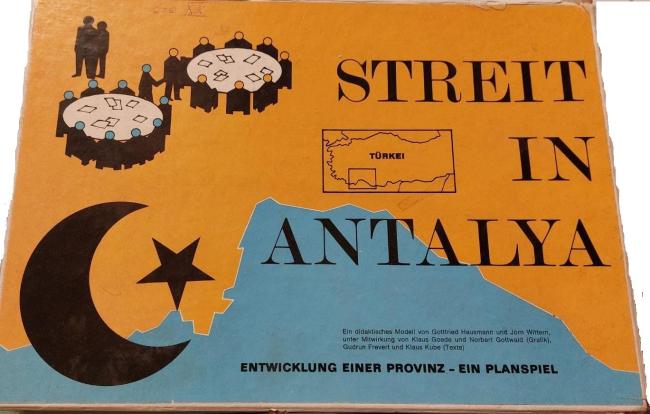 STREIT
IN
TÜRKEI
ANTALYA
Ein didaktisches Modell von Gottfried Hausmann und Jörn Wittern,
unter Mitwirkung von Klaus Goede und Norbert Gottwald (Grafik),
Gudrun Frevert und Klaus Kube (Texte)
ENTWICKLUNG EINER PROVINZ – EIN PLANSPIEL